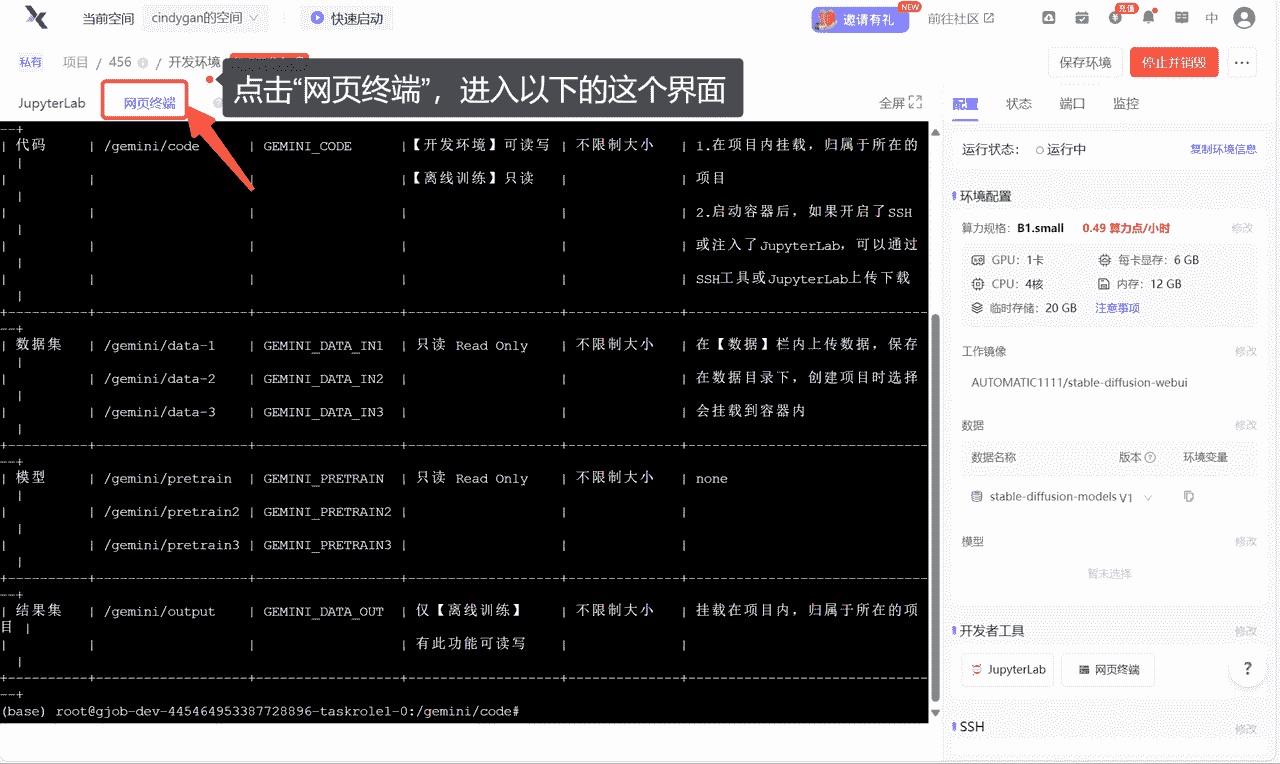 当前空间 cindygan的空间 快速启动 邀请有礼 NEW 前往社区 充值 中
私有 项目 / 456 / 开发环境 保存环境 停止并销毁 ...
点击“网页终端”，进入以下的这个界面
JupyterLab 网页终端 全屏 配置 状态 端口 监控
--+
| 代码 | /gemini/code | GEMINI_CODE |【开发环境】可读写 | 不限制大小 | 1.在项目内挂载，归属于所在的
|
| | | |【离线训练】只读 | | 项目
|
| | | | | | 2.启动容器后，如果开启了SSH
|
| | | | | | 或注入了JupyterLab，可以通过
|
| | | | | | SSH工具或JupyterLab上传下载
|
+---------------------------------------------------------------
--+
| 数据集 | /gemini/data-1 | GEMINI_DATA_IN1 | 只读 Read Only | 不限制大小 | 在【数据】栏内上传数据，保存
|
| | /gemini/data-2 | GEMINI_DATA_IN2 | | | 在数据目录下，创建项目时选择
|
| | /gemini/data-3 | GEMINI_DATA_IN3 | | | 会挂载到容器内
|
+---------------------------------------------------------------
--+
| 模型 | /gemini/pretrain | GEMINI_PRETRAIN | 只读 Read Only | 不限制大小 | none
|
| | /gemini/pretrain2 | GEMINI_PRETRAIN2 | | |
|
| | /gemini/pretrain3 | GEMINI_PRETRAIN3 | | |
|
+---------------------------------------------------------------
--+
| 结果集 | /gemini/output | GEMINI_DATA_OUT | 仅【离线训练】 | 不限制大小 | 挂载在项目内，归属于所在的项
目 |
| | | | 有此功能可读写 | |
|
+---------------------------------------------------------------
--+
(base) root@gjob-dev-445464953387728896-taskrole1-0:/gemini/code#
运行状态： 运行中 复制环境信息
环境配置
算力规格： B1.small 0.49 算力点/小时 修改
GPU： 1卡 每卡显存： 6 GB
CPU： 4核 内存： 12 GB
临时存储： 20 GB 注意事项
工作镜像 修改
AUTOMATIC1111/stable-diffusion-webui
数据 修改
数据名称 版本 环境变量
stable-diffusion-models V1
模型 修改
暂未选择
开发者工具 修改
JupyterLab 网页终端 ?
SSH 修改